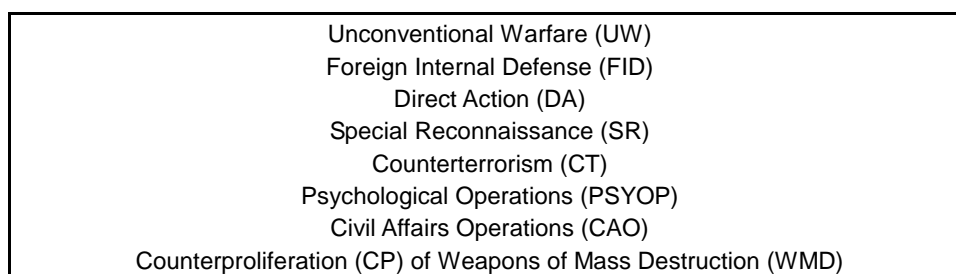 Unconventional Warfare (UW)
Foreign Internal Defense (FID)
Direct Action (DA)
Special Reconnaissance (SR)
Counterterrorism (CT)
Psychological Operations (PSYOP)
Civil Affairs Operations (CAO)
Counterproliferation (CP) of Weapons of Mass Destruction (WMD)